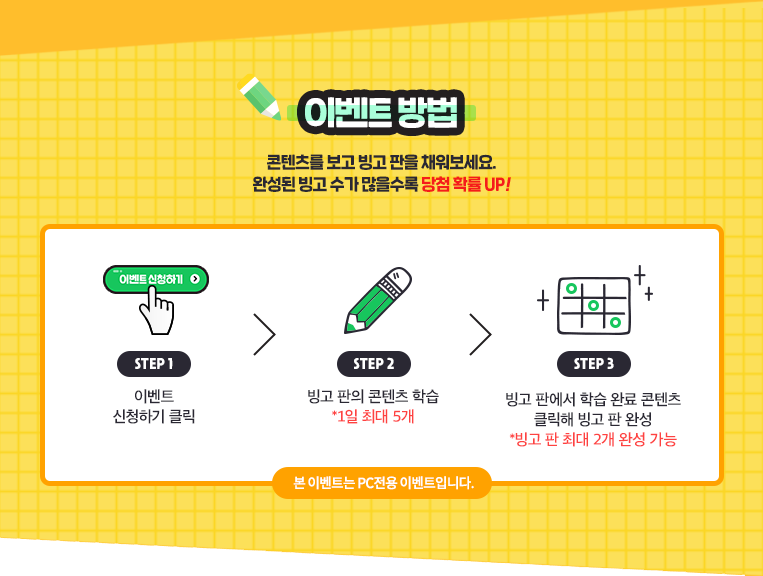 이벤트 방법
콘텐츠를 보고 빙고 판을 채워보세요.
완성된 빙고 수가 많을수록 당첨 확률 UP!
이벤트 신청하기
STEP 1
이벤트
신청하기 클릭
STEP 2
빙고 판의 콘텐츠 학습
*1일 최대 5개
STEP 3
빙고 판에서 학습 완료 콘텐츠
클릭해 빙고 판 완성
*빙고 판 최대 2개 완성 가능
본 이벤트는 PC전용 이벤트입니다.